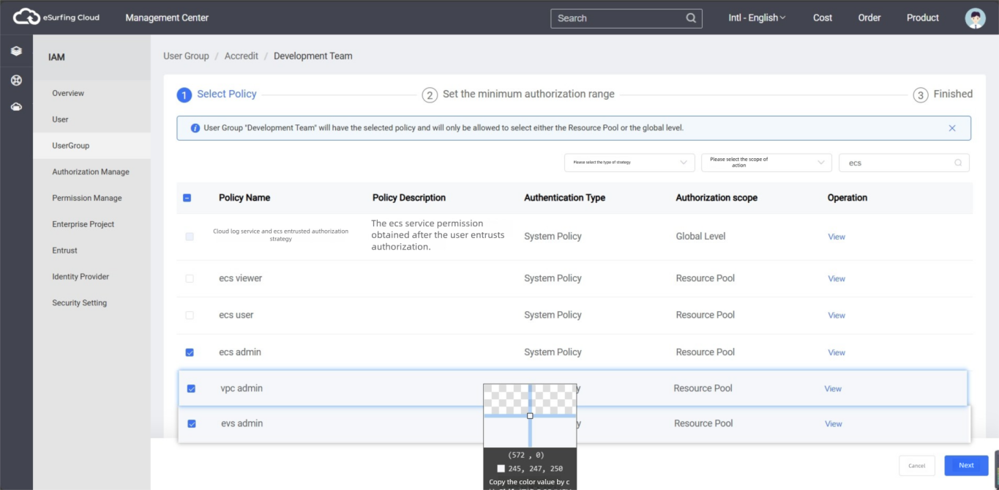 eSurfing Cloud Management Center Search Intl - English Cost Order Product
IAM
Overview
User
UserGroup
Authorization Manage
Permission Manage
Enterprise Project
Entrust
Identity Provider
Security Setting
User Group / Accredit / Development Team
1 Select Policy 2 Set the minimum authorization range 3 Finished
User Group "Development Team" will have the selected policy and will only be allowed to select either the Resource Pool or the global level.
Please select the type of strategy
Please select the scope of
action
ecs
Policy Name Policy Description Authentication Type Authorization scope Operation
Cloud log service and ecs entrusted authorization
strategy
The ecs service permission
obtained after the user entrusts
authorization.
System Policy Global Level View
ecs viewer System Policy Resource Pool View
ecs user System Policy Resource Pool View
ecs admin System Policy Resource Pool View
vpc admin y Resource Pool View
evs admin y Resource Pool View
(572 , 0)
245, 247, 250
Copy the color value by c
Cancel Next